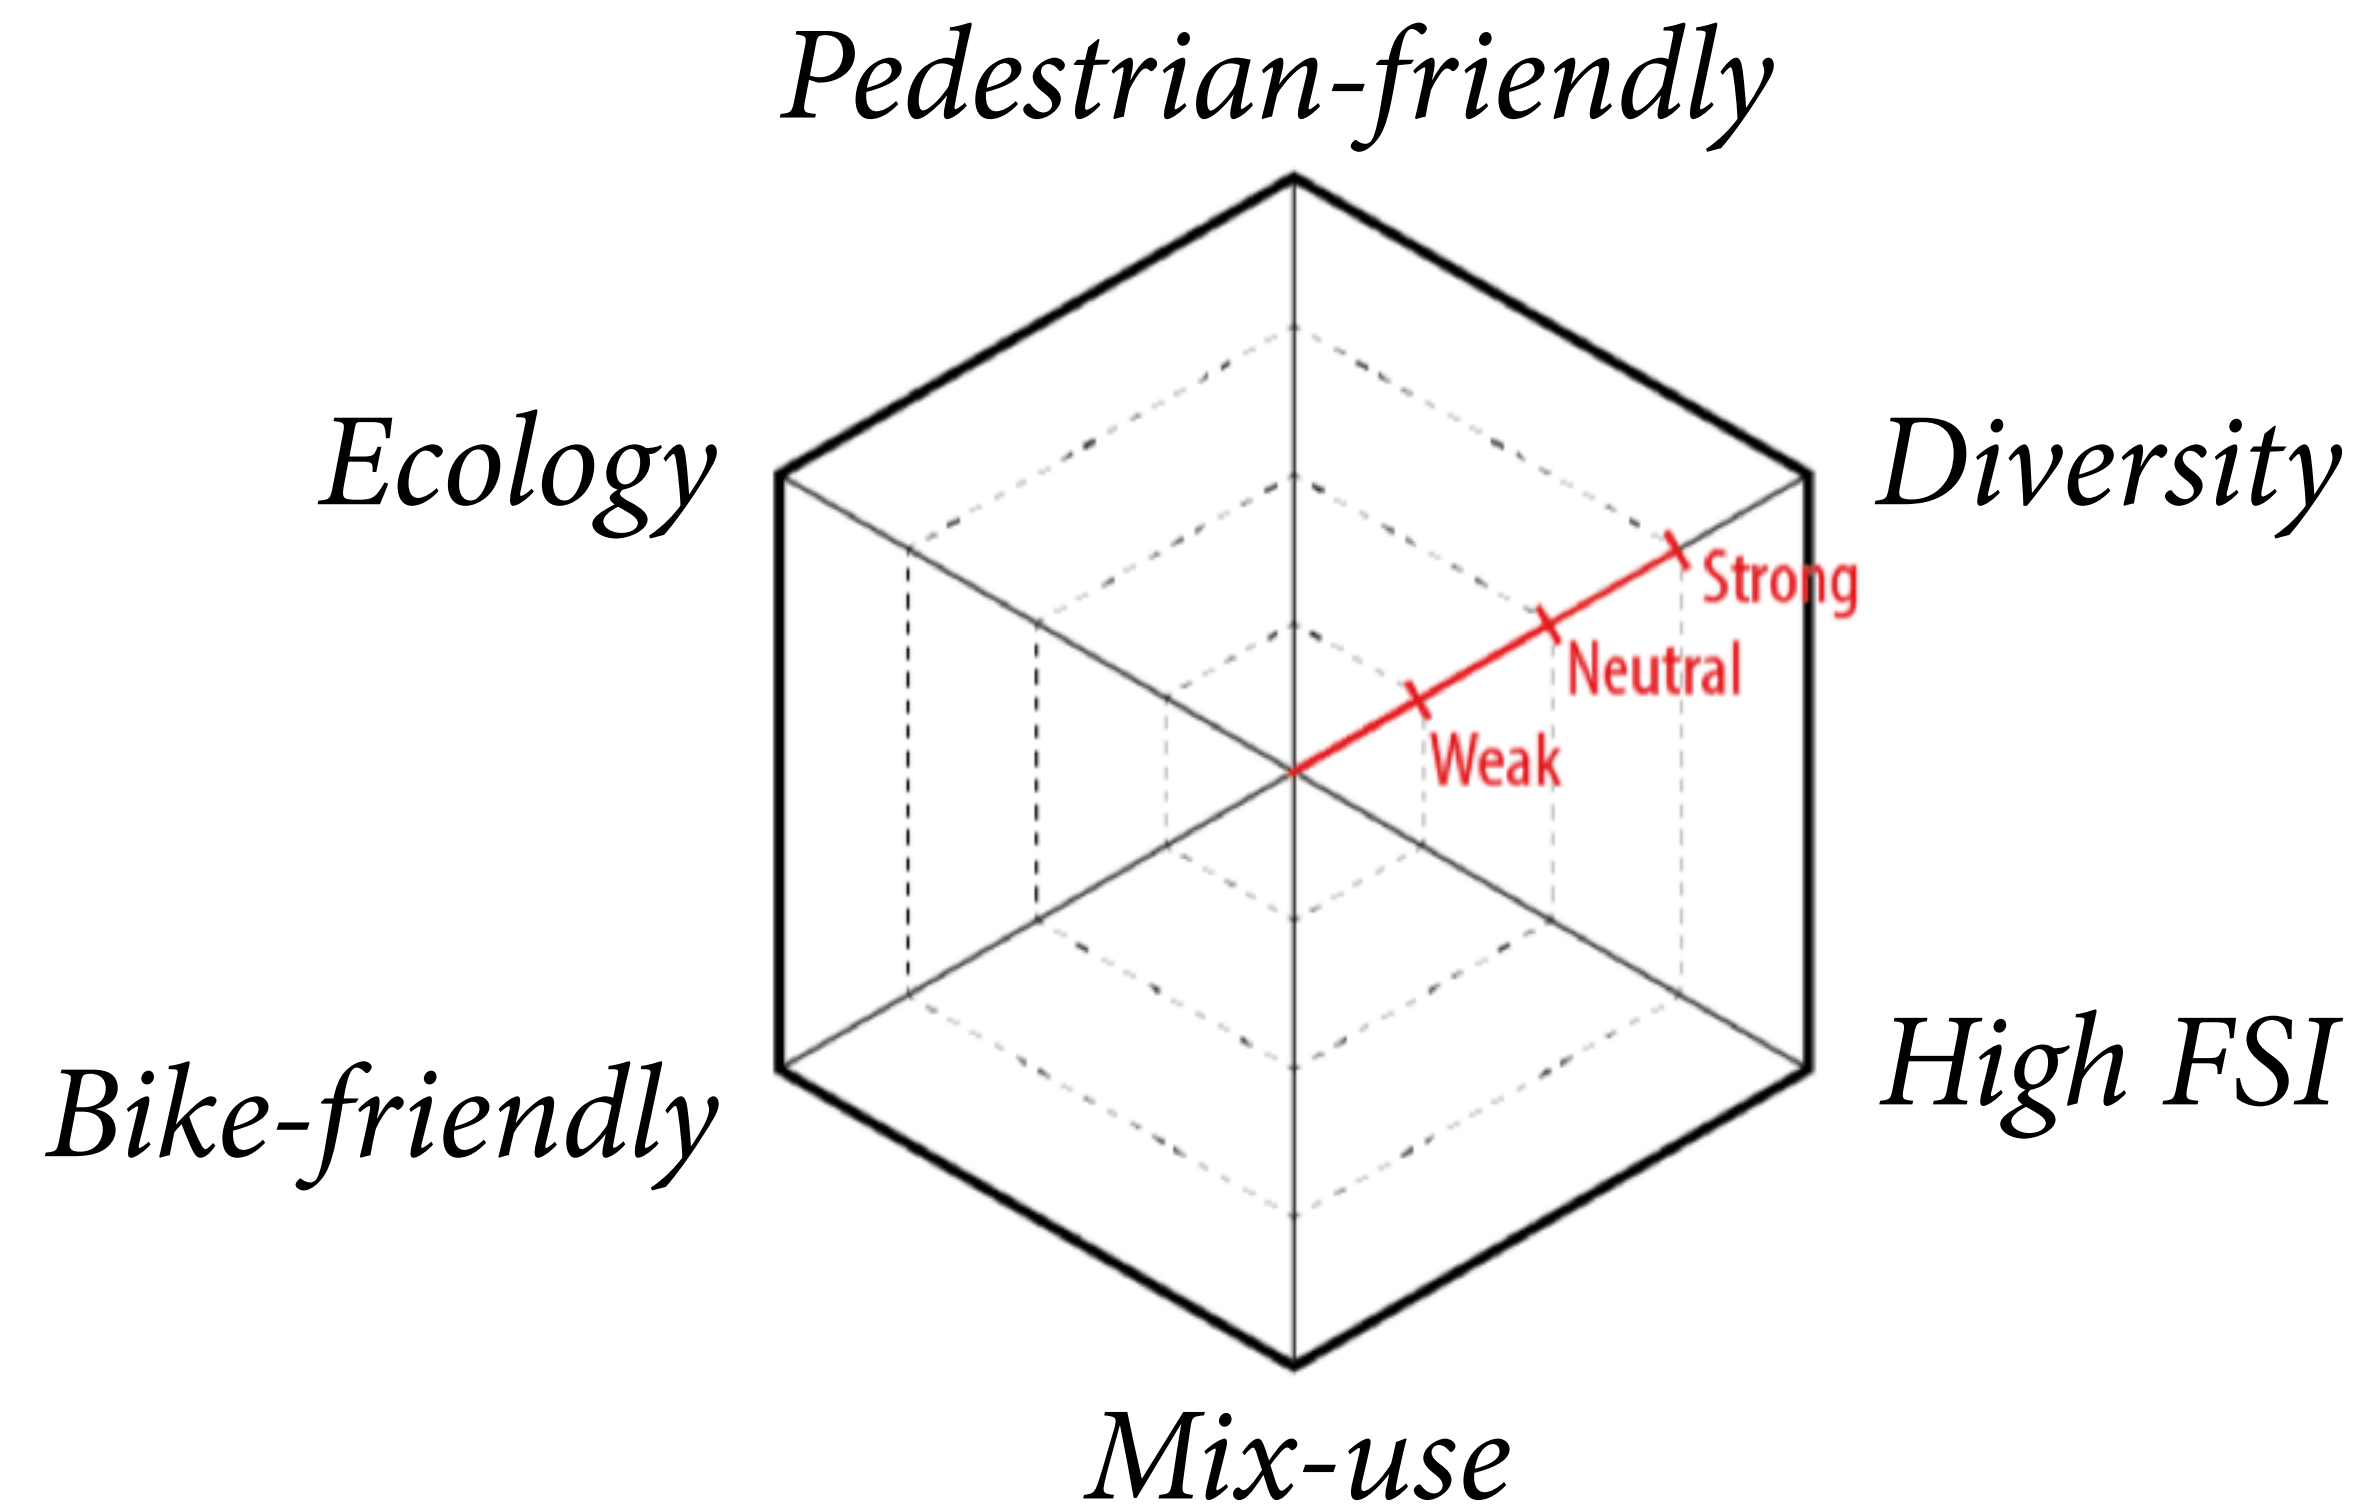 Pedestrian-friendly
Ecology
Diversity
Strong
Neutral
Weak
Bike-friendly
High FSI
Mix-use